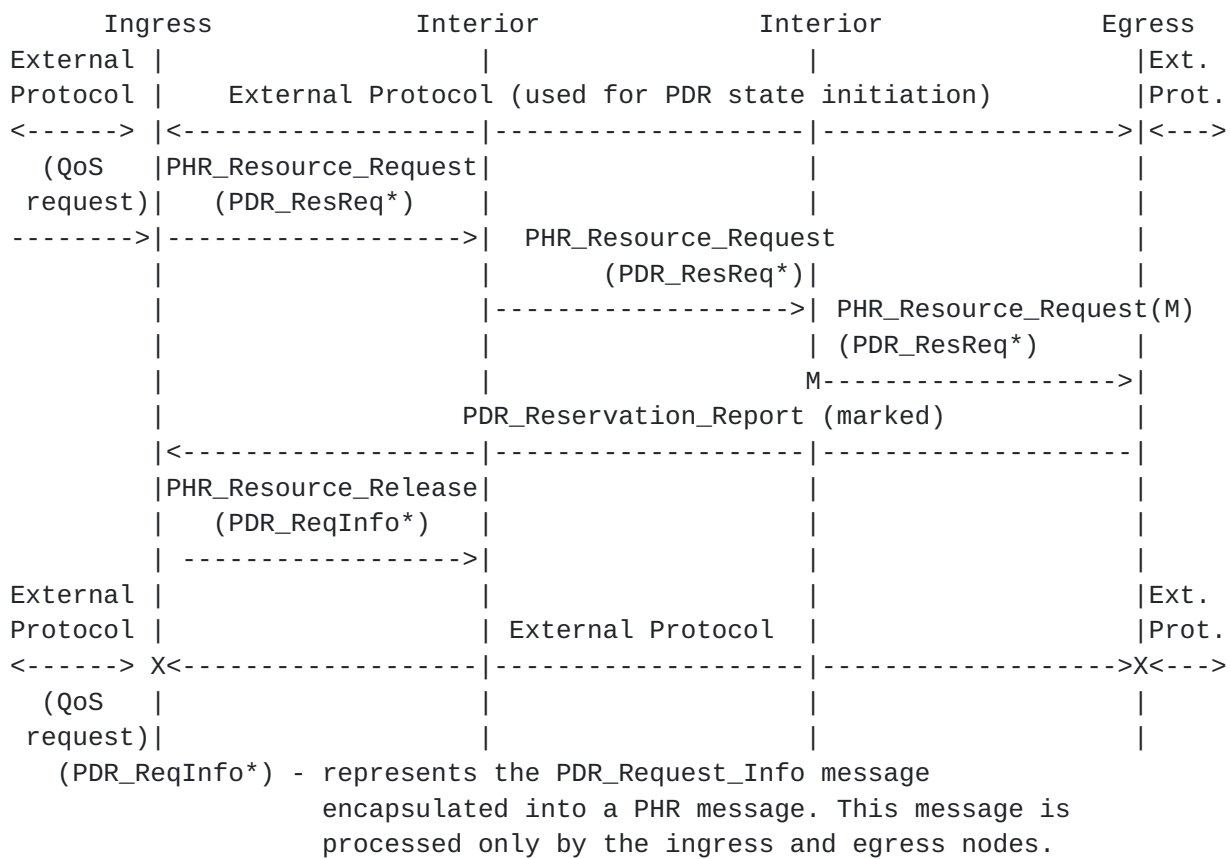 Ingress             Interior              Interior            Egress
External |                    |                    |                    |Ext.
Protocol |    External Protocol (used for PDR state initiation)         |Prot.
<------> |<-------------------|--------------------|------------------->|<--->
  (QoS   |PHR_Resource_Request|                    |                    |
 request)|   (PDR_ResReq*)    |                    |                    |
-------->|------------------->|  PHR_Resource_Request                   |
         |                    |       (PDR_ResReq*)|                    |
         |                    |------------------->| PHR_Resource_Request(M)
         |                    |                    | (PDR_ResReq*)      |
         |                    |                    M------------------->|
         |                   PDR_Reservation_Report (marked)            |
         |<-------------------|--------------------|--------------------|
         |PHR_Resource_Release|                    |                    |
         |   (PDR_ReqInfo*)   |                    |                    |
         | ------------------>|                    |                    |
External |                    |                    |                    |Ext.
Protocol |                    | External Protocol  |                    |Prot.
<------> X<-------------------|--------------------|------------------->X<--->
  (QoS   |                    |                    |                    |
 request)|                    |                    |                    |
   (PDR_ReqInfo*) - represents the PDR_Request_Info message
                    encapsulated into a PHR message. This message is
                    processed only by the ingress and egress nodes.